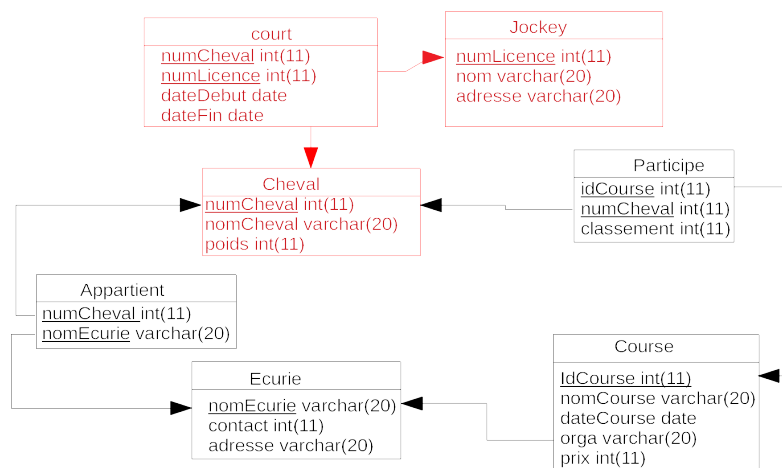 court
numCheval int(11)
numLicence int(11)
dateDebut date
dateFin date
Jockey
numLicence int(11)
nom varchar(20)
adresse varchar(20)
Cheval
numCheval int(11)
nomCheval varchar(20)
poids int(11)
Participe
idCourse int(11)
numCheval int(11)
classement int(11)
Appartient
numCheval int(11)
nomEcurie varchar(20)
Ecurie
nomEcurie varchar(20)
contact int(11)
adresse varchar(20)
Course
IdCourse int(11)
nomCourse varchar(20)
dateCourse date
orga varchar(20)
prix int(11)